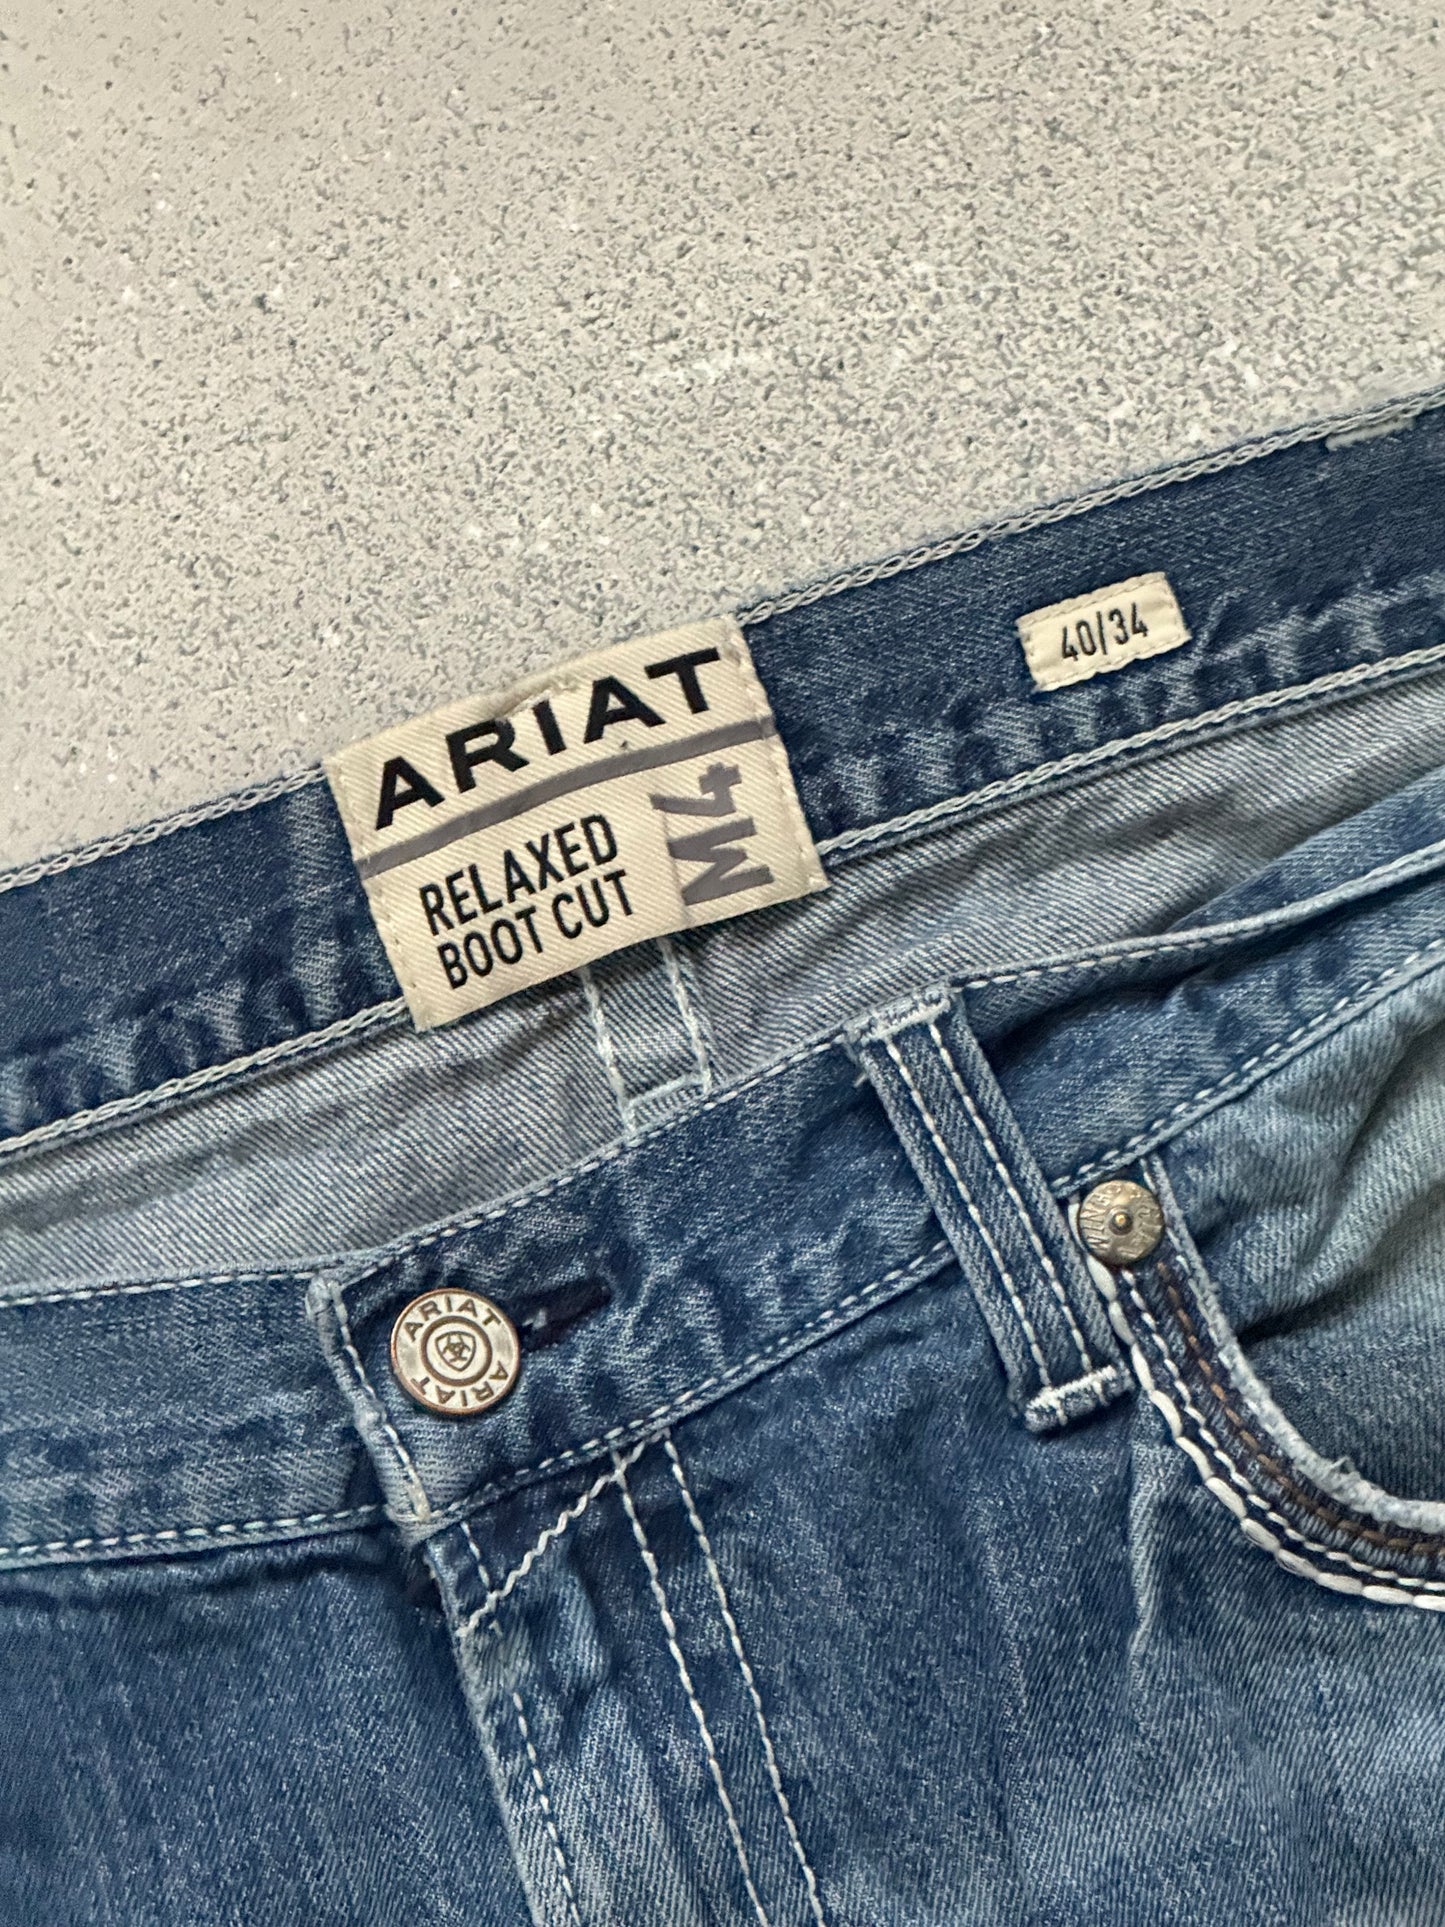 ARIAT
RELAXED
BOOT CUT
M4
40/34
ARIAT
ARIAT